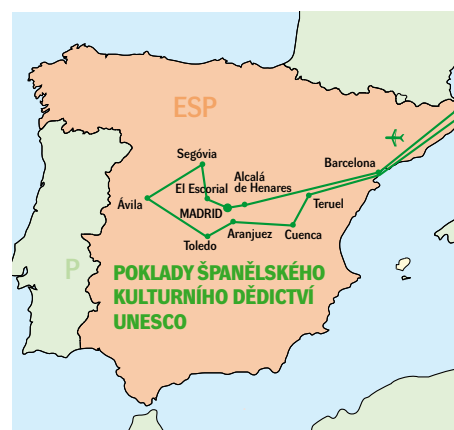 ESP
Segóvia
Barcelona
Alcalá
de Henares
El Escorial
Ávila
MADRID
Teruel
Toledo
Aranjuez
Cuenca
P
POKLADY ŠPANĚLSKÉHO
KULTURNÍHO DĚDICTVÍ
UNESCO